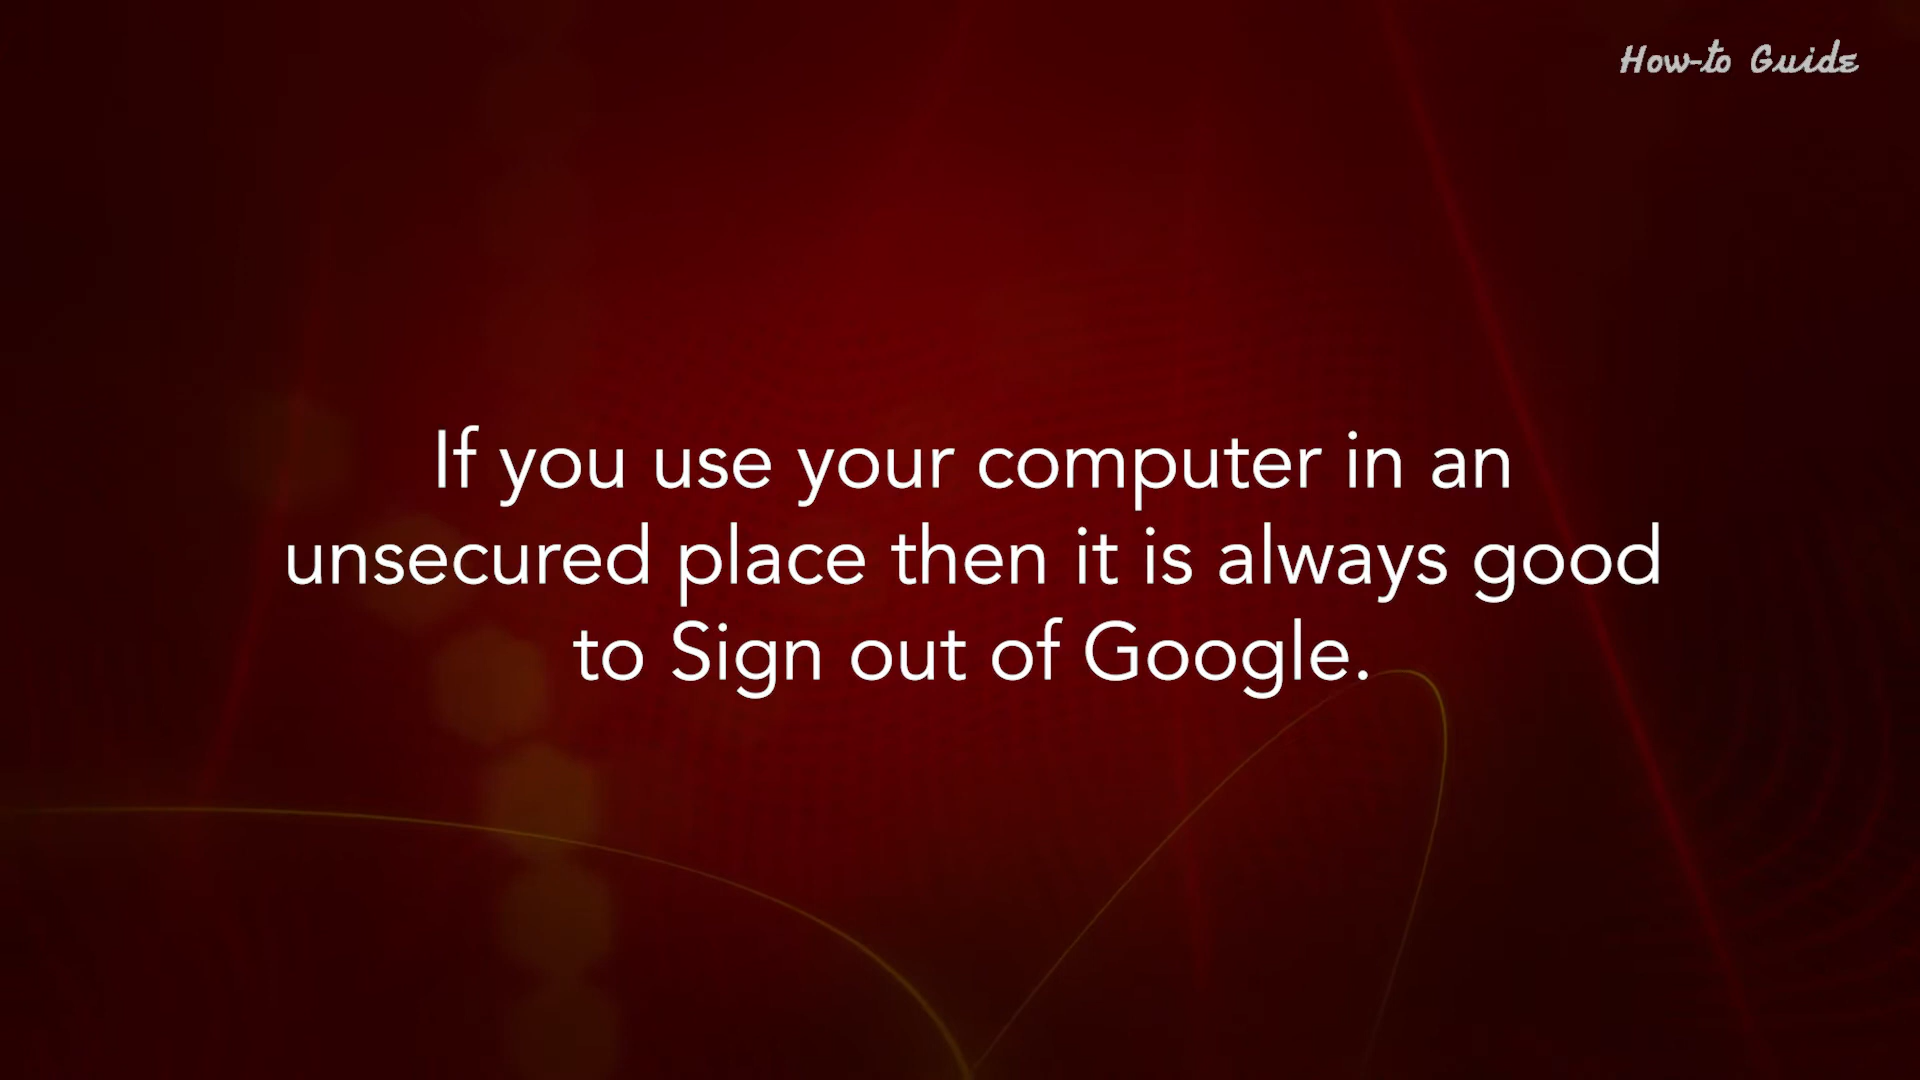 How-to Guide
If you use your computer in an
unsecured place then it is always good
to Sign out of Google.